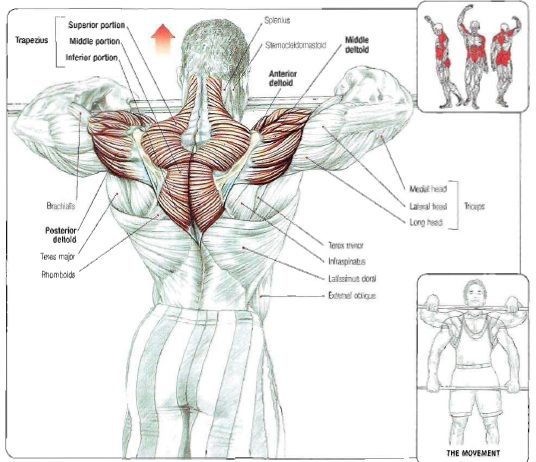 Trapezius
Superior portion
Middle portion
Inferior portion
Splenius
Sternocleidomastoid
Middle
deltoid
Anterior
deltoid
Brachialis
Posterior
deltoid
Teres major
Rhomboids
Medial head
Lateral head
Long head
Triceps
Teres minor
Infraspinatus
Latissimus dorsi
External oblique
THE MOVEMENT